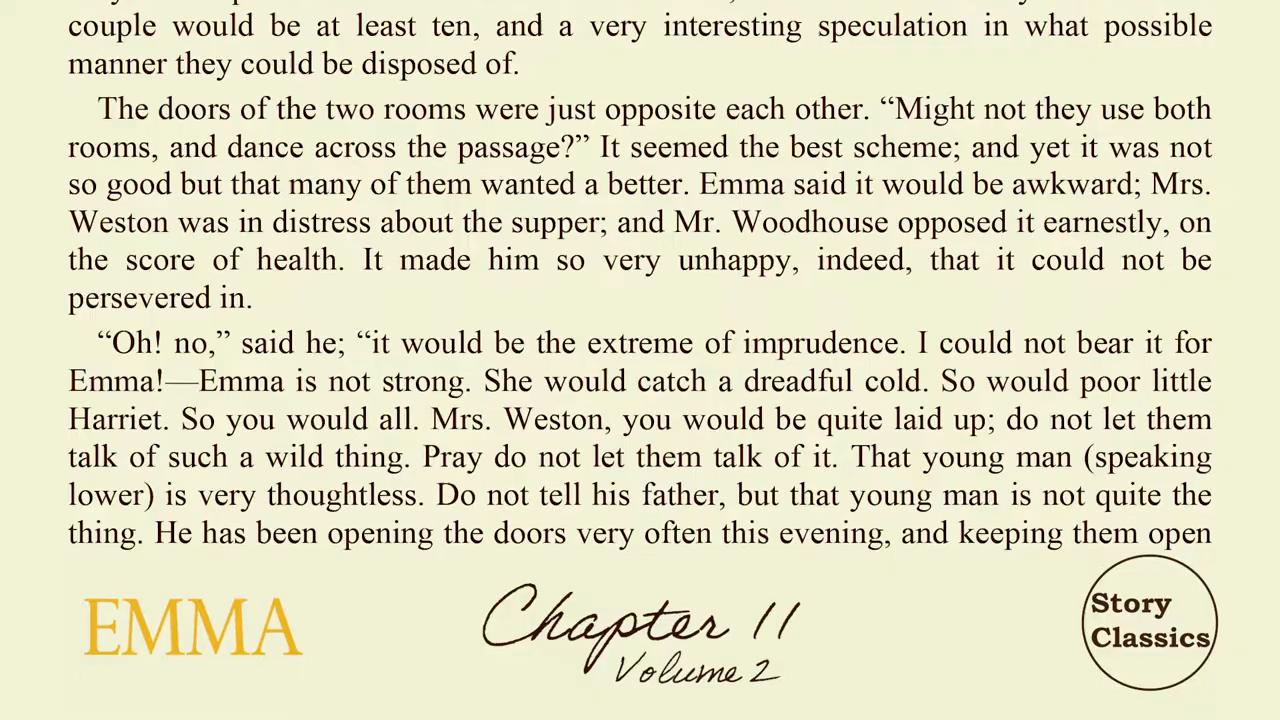 couple would be at least ten, and a very interesting speculation in what possible
manner they could be disposed of.
The doors of the two rooms were just opposite each other. “Might not they use both
rooms, and dance across the passage?” It seemed the best scheme; and yet it was not
so good but that many of them wanted a better. Emma said it would be awkward; Mrs.
Weston was in distress about the supper; and Mr. Woodhouse opposed it earnestly, on
the score of health. It made him so very unhappy, indeed, that it could not be
persevered in.
“Oh! no,” said he; “it would be the extreme of imprudence. I could not bear it for
Emma!—Emma is not strong. She would catch a dreadful cold. So would poor little
Harriet. So you would all. Mrs. Weston, you would be quite laid up; do not let them
talk of such a wild thing. Pray do not let them talk of it. That young man (speaking
lower) is very thoughtless. Do not tell his father, but that young man is not quite the
thing. He has been opening the doors very often this evening, and keeping them open
EMMA
Chapter 11
Volume 2
Story
Classics